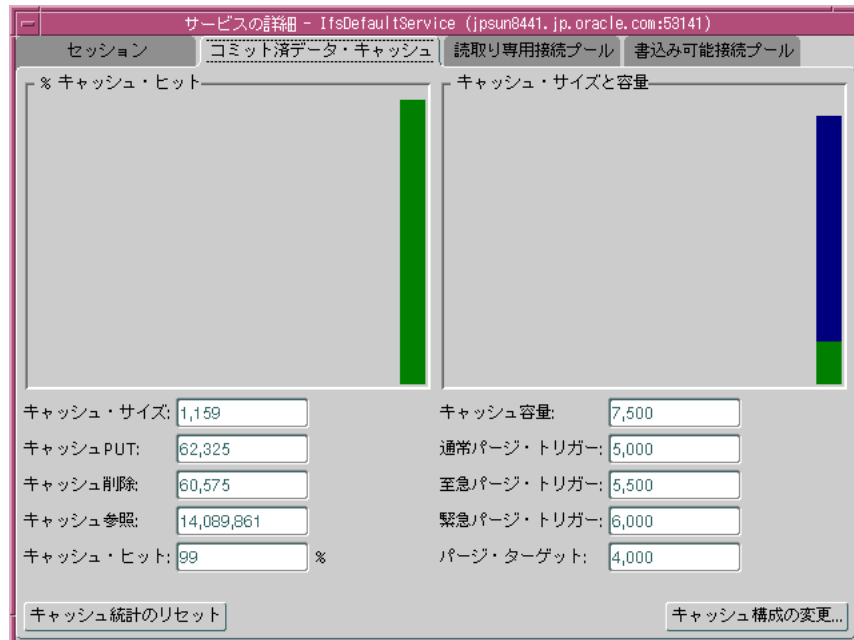 サービスの詳細 - IfsDefaultService (jpsun8441.jp.oracle.com:53141)
セッション
コミット済データ・キャッシュ
読取り専用接続プール
書込み可能接続プール
% キャッシュ・ヒット
キャッシュ・サイズと容量
キャッシュ・サイズ: 1,159
キャッシュ容量: 7,500
キャッシュPUT: 62,325
通常パージ・トリガー: 5,000
キャッシュ削除: 60,575
至急パージ・トリガー: 5,500
キャッシュ参照: 14,089,861
緊急パージ・トリガー: 6,000
キャッシュ・ヒット: 99 %
パージ・ターゲット: 4,000
キャッシュ統計のリセット
キャッシュ構成の変更...